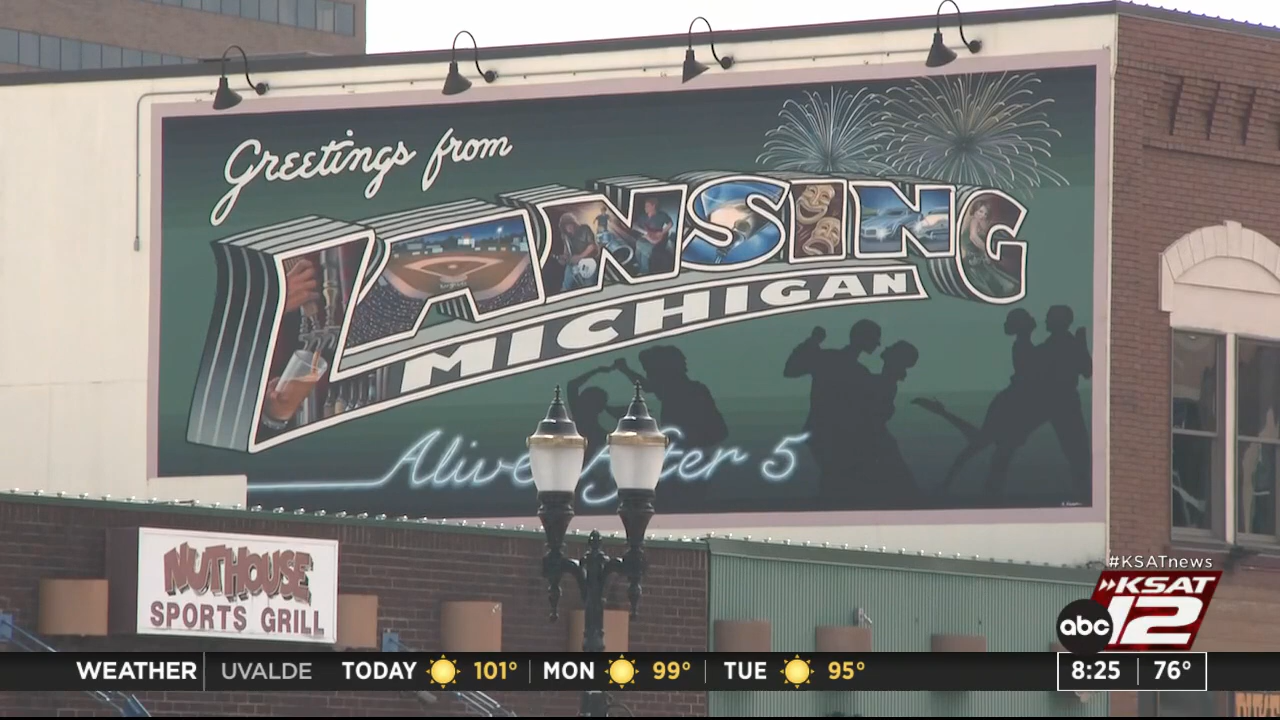 Greetings from
LANSING
MICHIGAN
Alive After 5
NUTHOUSE
SPORTS GRILL
#KSATnews
KSAT
abc 12
WEATHER UVALDE TODAY 101° MON 99° TUE 95° 8:25 76°